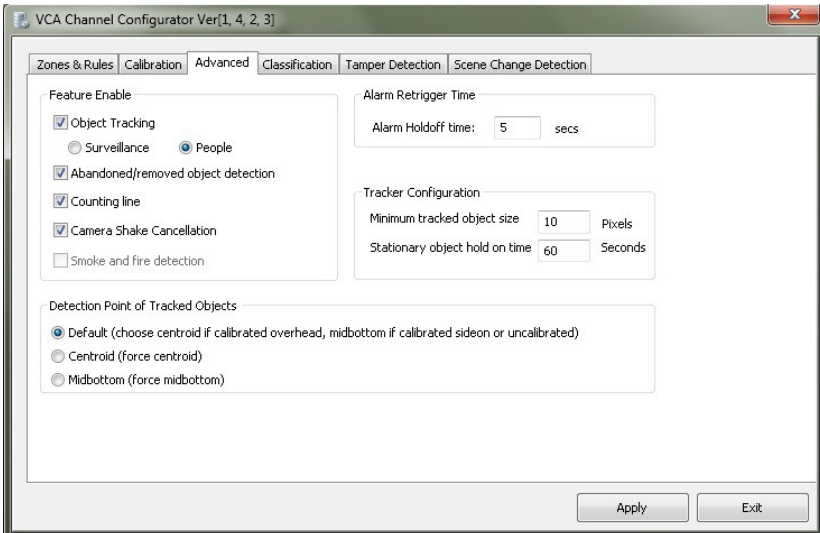 VCA Channel Configurator Ver[1, 4, 2, 3]
Zones & Rules Calibration Advanced Classification Tamper Detection Scene Change Detection
Feature Enable
Object Tracking
Surveillance People
Abandoned/removed object detection
Counting line
Camera Shake Cancellation
Smoke and fire detection
Alarm Retrigger Time
Alarm Holdoff time: 5 secs
Tracker Configuration
Minimum tracked object size 10 Pixels
Stationary object hold on time 60 Seconds
Detection Point of Tracked Objects
Default (choose centroid if calibrated overhead, midbottom if calibrated sideon or uncalibrated)
Centroid (force centroid)
Midbottom (force midbottom)
Apply Exit